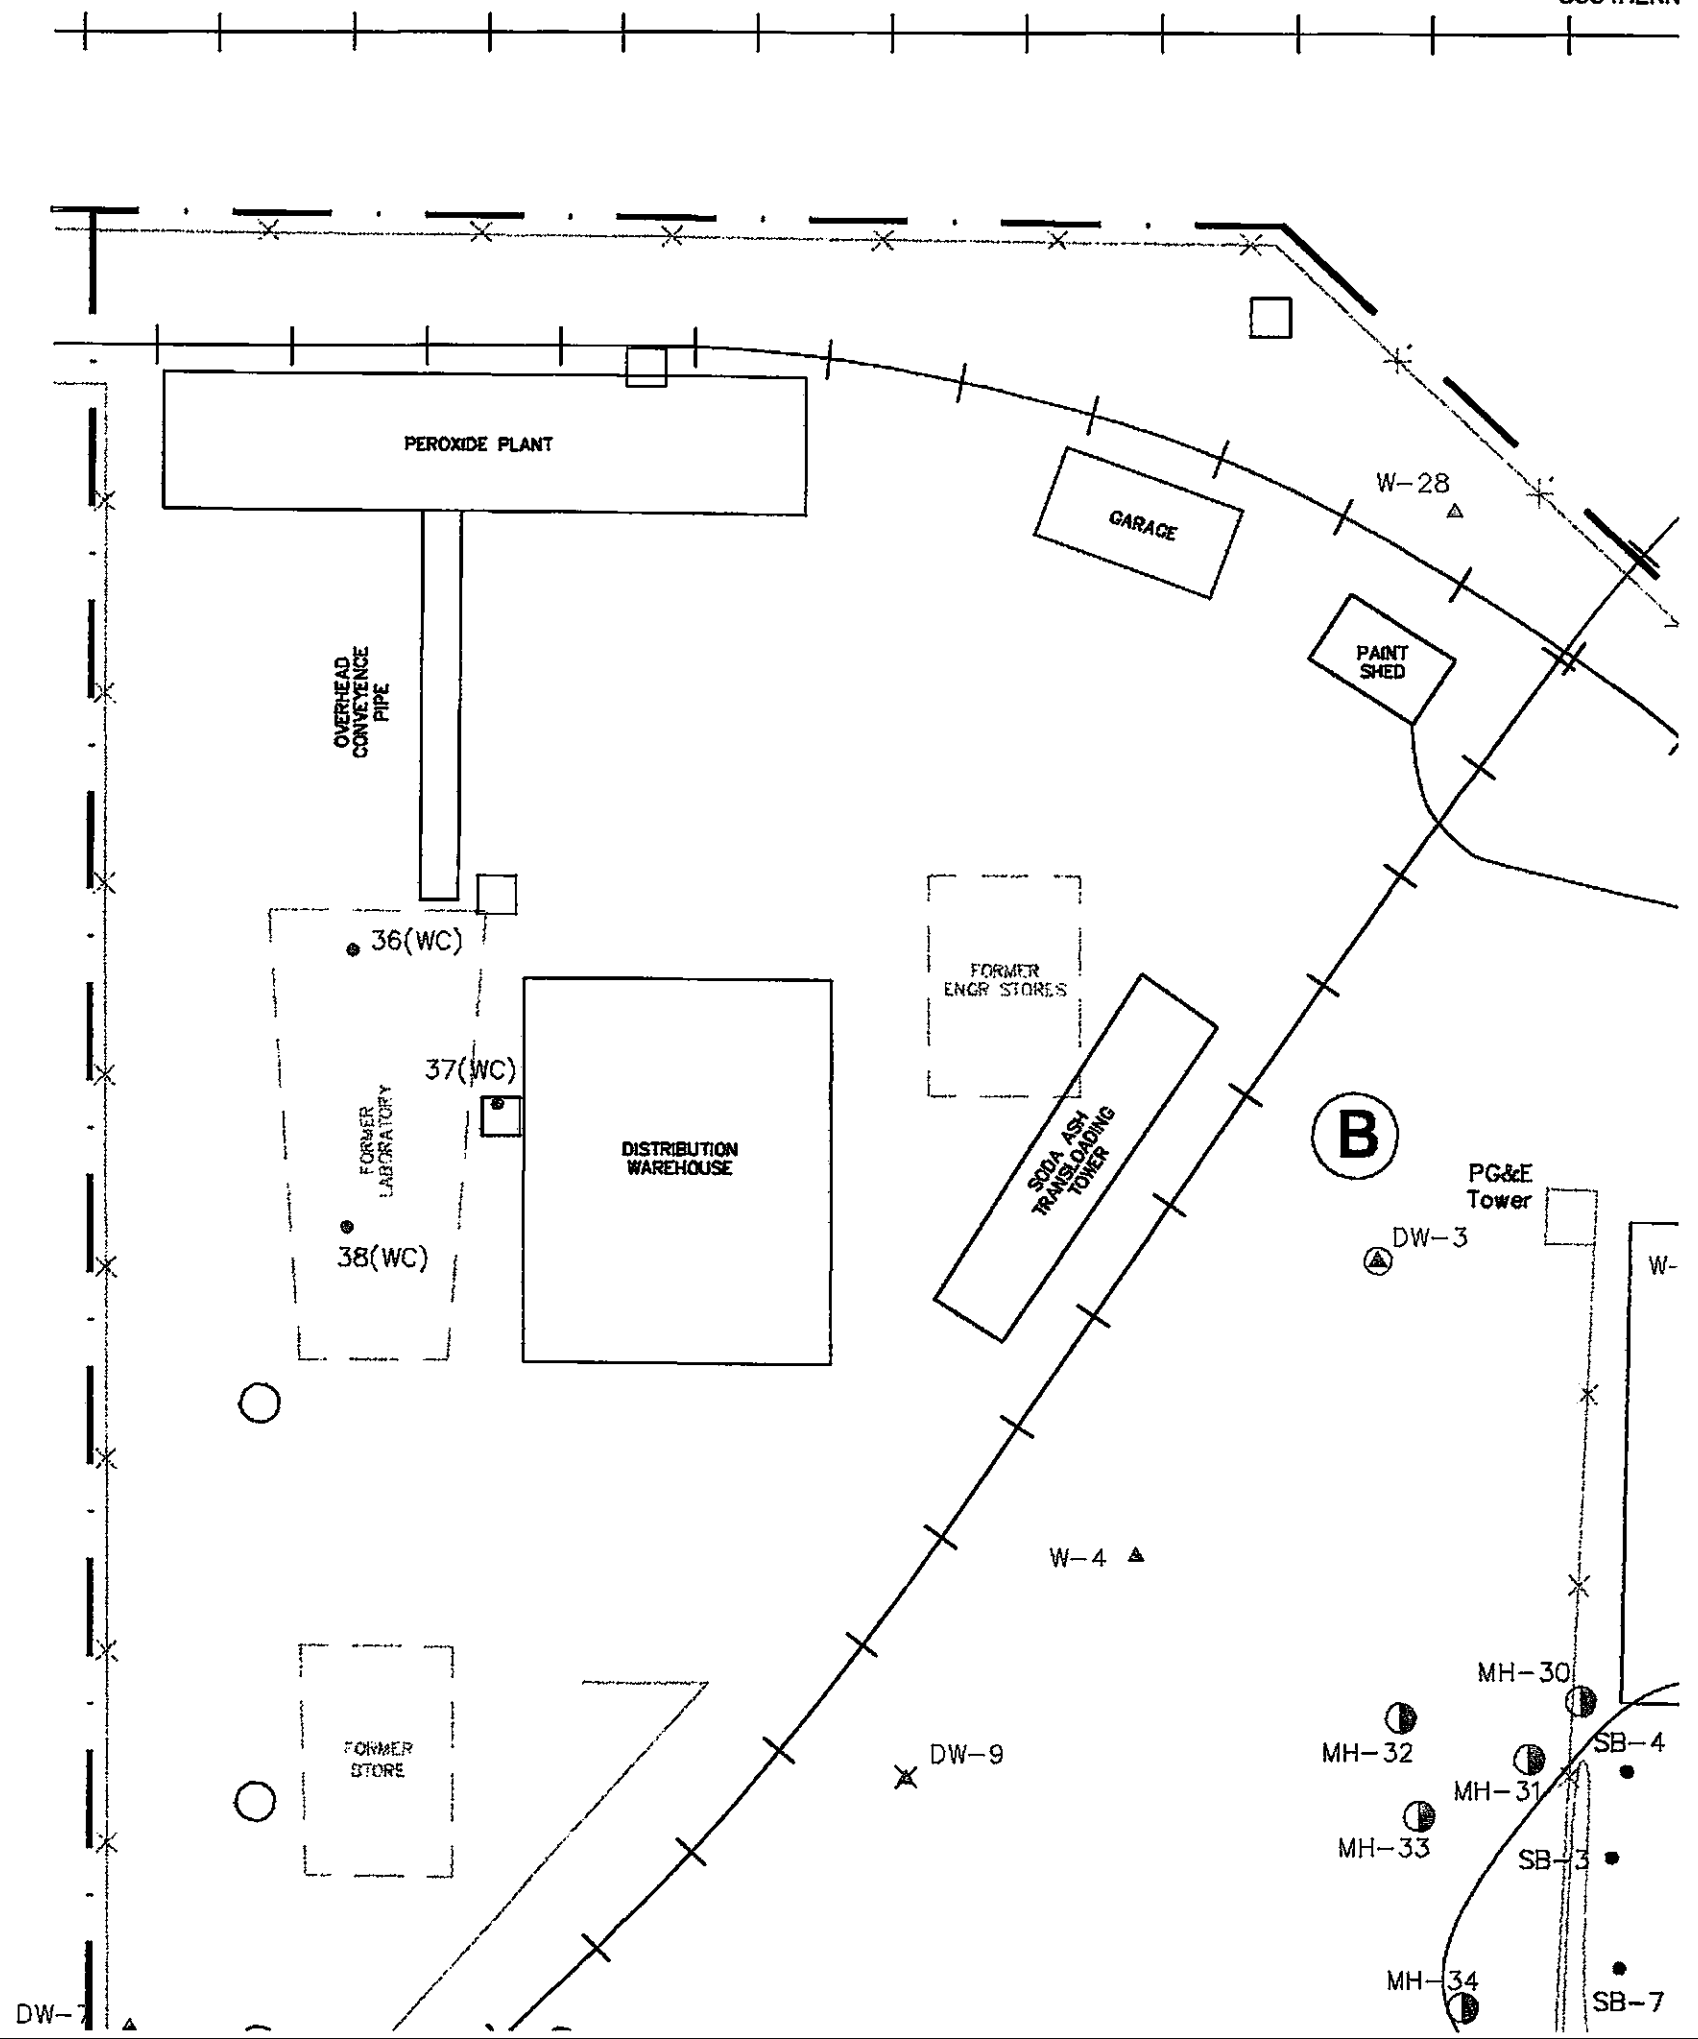 W-28
PEROXIDE PLANT
GARAGE
PAINT
SHED
OVERHEAD
CONVEYENCE
PIPE
36(WC)
FORMER
ENGR STORES
37(WC)
FORMER
LABORATORY
DISTRIBUTION
WAREHOUSE
SODA ASH
TRANSLOADING
TOWER
B
PG&E
Tower
DW-3
38(WC)
W-
W-4
MH-30
FORMER
STORE
DW-9
MH-32
SB-4
MH-31
MH-33
SB-3
MH-34
SB-7
DW-7